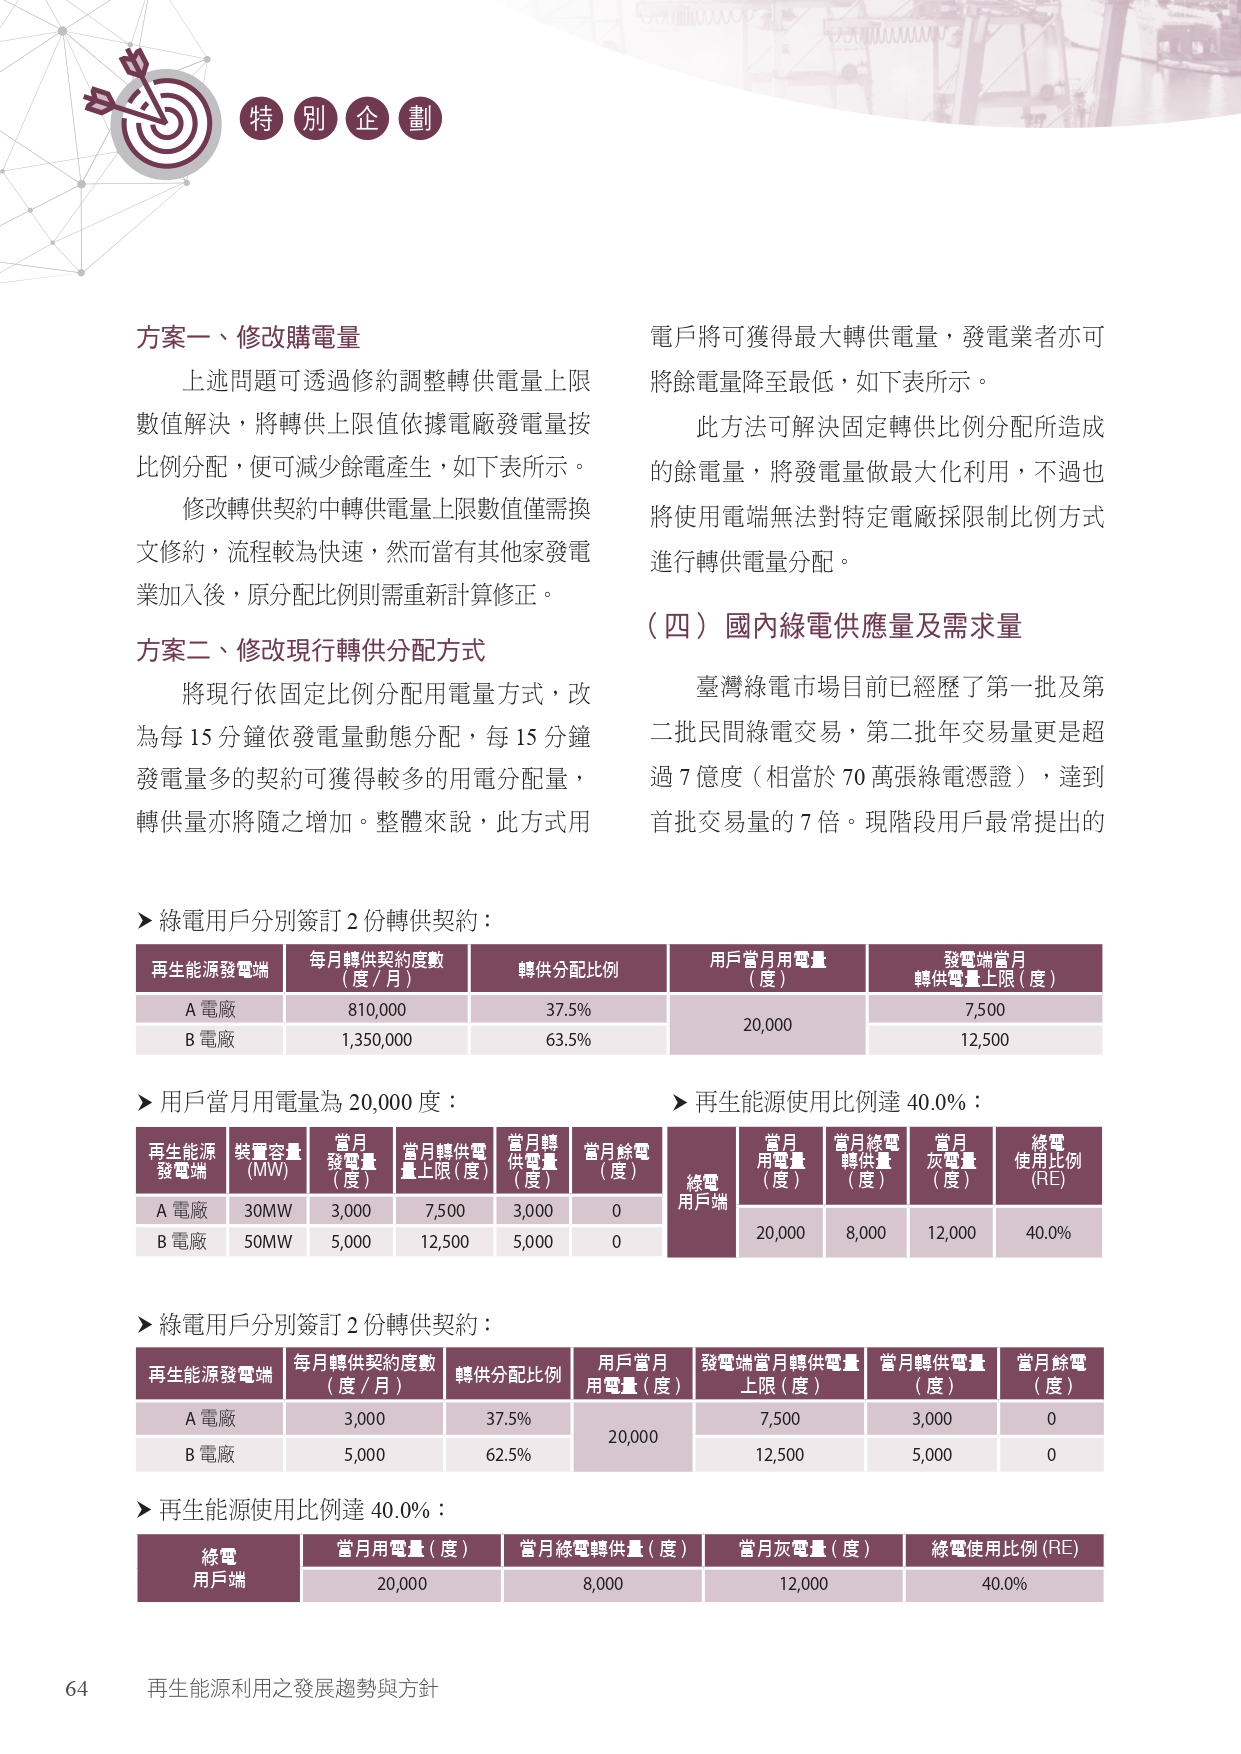 特別企劃
方案一、修改購電量
上述問題可透過修約調整轉供電量上限
數值解決，將轉供上限值依據電廠發電量按
比例分配，便可減少餘電產生，如下表所示。
修改轉供契約中轉供電量上限數值僅需換
文修約，流程較為快速，然而當有其他家發電
業加入後，原分配比例則需重新計算修正。
方案二、修改現行轉供分配方式
將現行依固定比例分配用電量方式，改
為每 15 分鐘依發電量動態分配，每 15 分鐘
發電量多的契約可獲得較多的用電分配量，
轉供量亦將隨之增加。整體來說，此方式用
電戶將可獲得最大轉供電量，發電業者亦可
將餘電量降至最低，如下表所示。
此方法可解決固定轉供比例分配所造成
的餘電量，將發電量做最大化利用，不過也
將使用電端無法對特定電廠採限制比例方式
進行轉供電量分配。
（四）國內綠電供應量及需求量
臺灣綠電市場目前已經歷了第一批及第
二批民間綠電交易，第二批年交易量更是超
過 7 億度（相當於 70 萬張綠電憑證），達到
首批交易量的 7 倍。現階段用戶最常提出的
➤ 綠電用戶分別簽訂 2 份轉供契約：
再生能源發電端 每月轉供契約度數（度 / 月） 轉供分配比例 用戶當月用電量（度） 發電端當月轉供電量上限（度）
A 電廠 810,000 37.5% 20,000 7,500
B 電廠 1,350,000 63.5% 12,500
➤ 用戶當月用電量為 20,000 度：
再生能源發電端 裝置容量(MW) 當月發電量（度） 當月轉供電量上限（度） 當月轉供電量（度） 當月餘電（度）
A 電廠 30MW 3,000 7,500 3,000 0
B 電廠 50MW 5,000 12,500 5,000 0
➤ 再生能源使用比例達 40.0%：
綠電用戶端 當月用電量（度） 當月綠電轉供量（度） 當月灰電量（度） 綠電使用比例(RE)
20,000 8,000 12,000 40.0%
➤ 綠電用戶分別簽訂 2 份轉供契約：
再生能源發電端 每月轉供契約度數（度 / 月） 轉供分配比例 用戶當月用電量（度） 發電端當月轉供電量上限（度） 當月轉供電量（度） 當月餘電（度）
A 電廠 3,000 37.5% 20,000 7,500 3,000 0
B 電廠 5,000 62.5% 12,500 5,000 0
➤ 再生能源使用比例達 40.0%：
綠電用戶端 當月用電量（度） 當月綠電轉供量（度） 當月灰電量（度） 綠電使用比例 (RE)
20,000 8,000 12,000 40.0%
64 再生能源利用之發展趨勢與方針